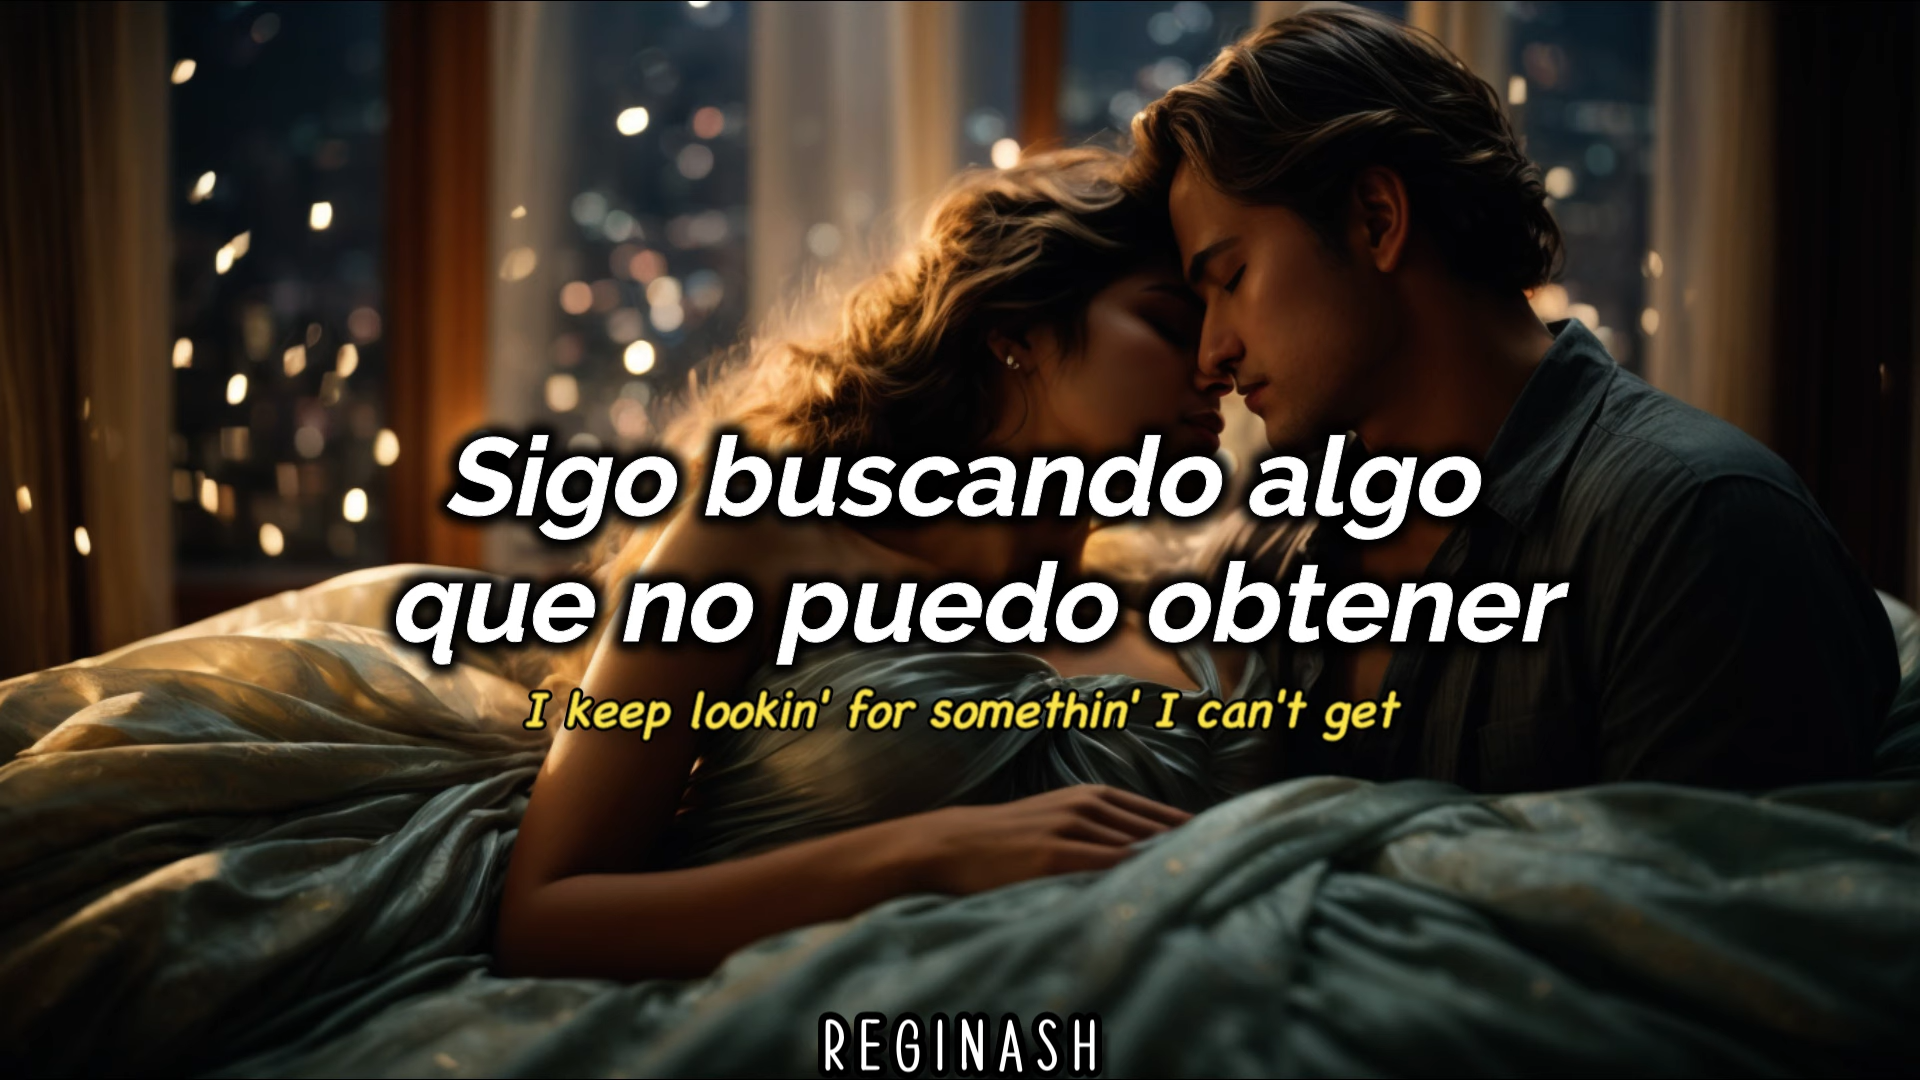 Sigo buscando algo
que no puedo obtener
I keep lookin' for somethin' I can't get
REGINASH